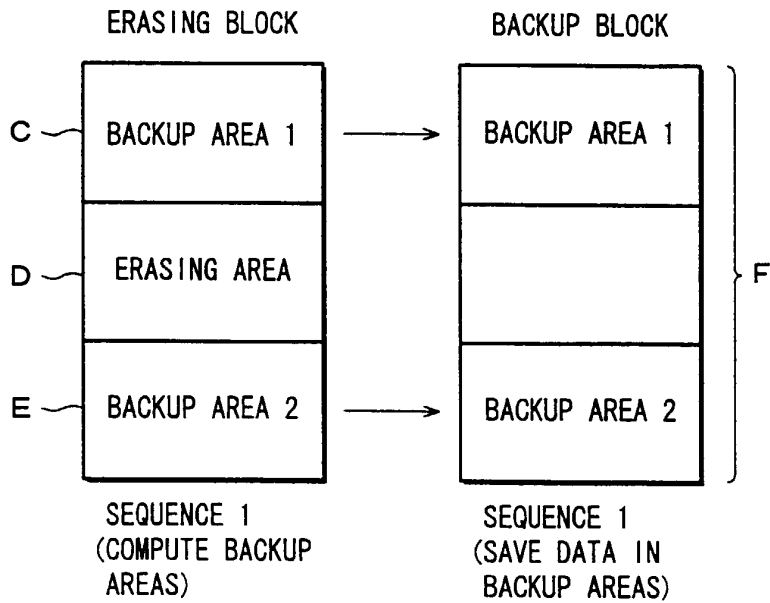 ERASING BLOCK
BACKUP BLOCK
C
BACKUP AREA 1
BACKUP AREA 1
D
ERASING AREA
F
E
BACKUP AREA 2
BACKUP AREA 2
SEQUENCE 1
(COMPUTE BACKUP
AREAS)
SEQUENCE 1
(SAVE DATA IN
BACKUP AREAS)